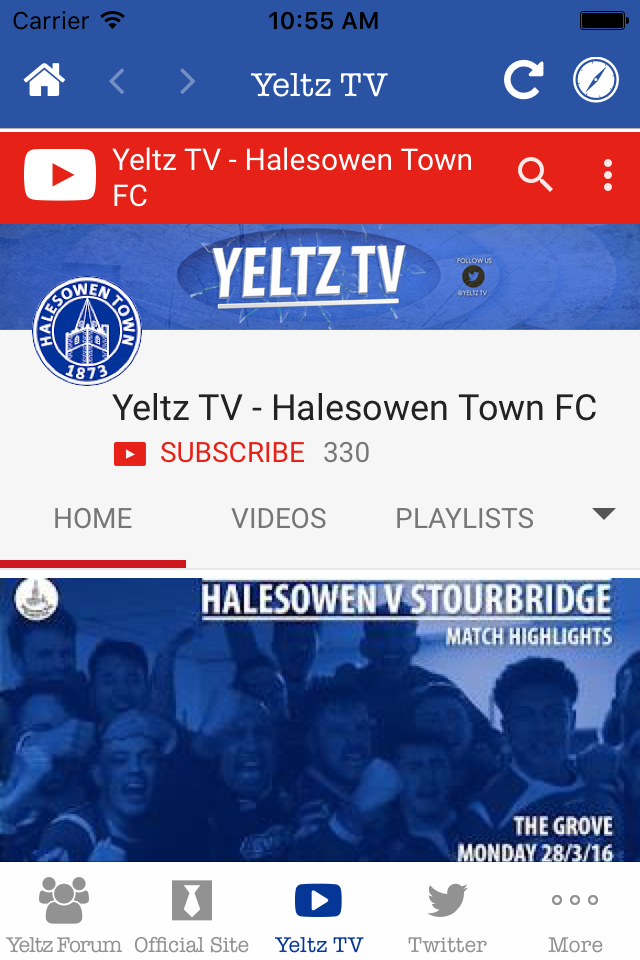 Carrier 10:55 AM
Yeltz TV
Yeltz TV - Halesowen Town
FC
YELTZ TV
FOLLOW US
@YELTZ TV
HALESOWEN TOWN
1873
Yeltz TV - Halesowen Town FC
SUBSCRIBE 330
HOME VIDEOS PLAYLISTS
HALESOWEN V STOURBRIDGE
MATCH HIGHLIGHTS
THE GROVE
MONDAY 28/3/16
Yeltz Forum Official Site Yeltz TV Twitter More